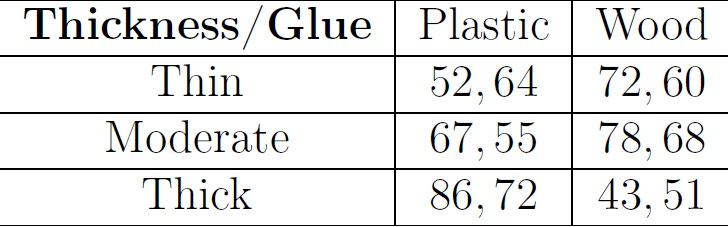 Thickness/Glue Plastic Wood
Thin 52, 64 72, 60
Moderate 67, 55 78, 68
Thick 86, 72 43, 51